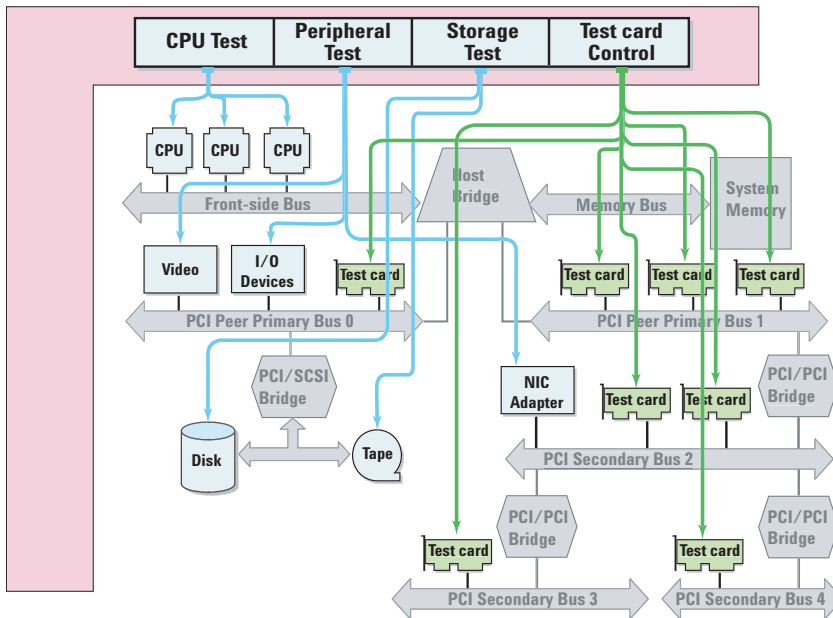 CPU Test
Peripheral
Test
Storage
Test
Test card
Control
CPU
CPU
CPU
Host
Bridge
System
Memory
Front-side Bus
Memory Bus
Video
I/O
Devices
Test card
Test card
Test card
Test card
PCI Peer Primary Bus 0
PCI Peer Primary Bus 1
PCI/SCSI
Bridge
NIC
Adapter
Test card
Test card
PCI/PCI
Bridge
Disk
Tape
PCI Secondary Bus 2
PCI/PCI
Bridge
PCI/PCI
Bridge
Test card
Test card
PCI Secondary Bus 3
PCI Secondary Bus 4